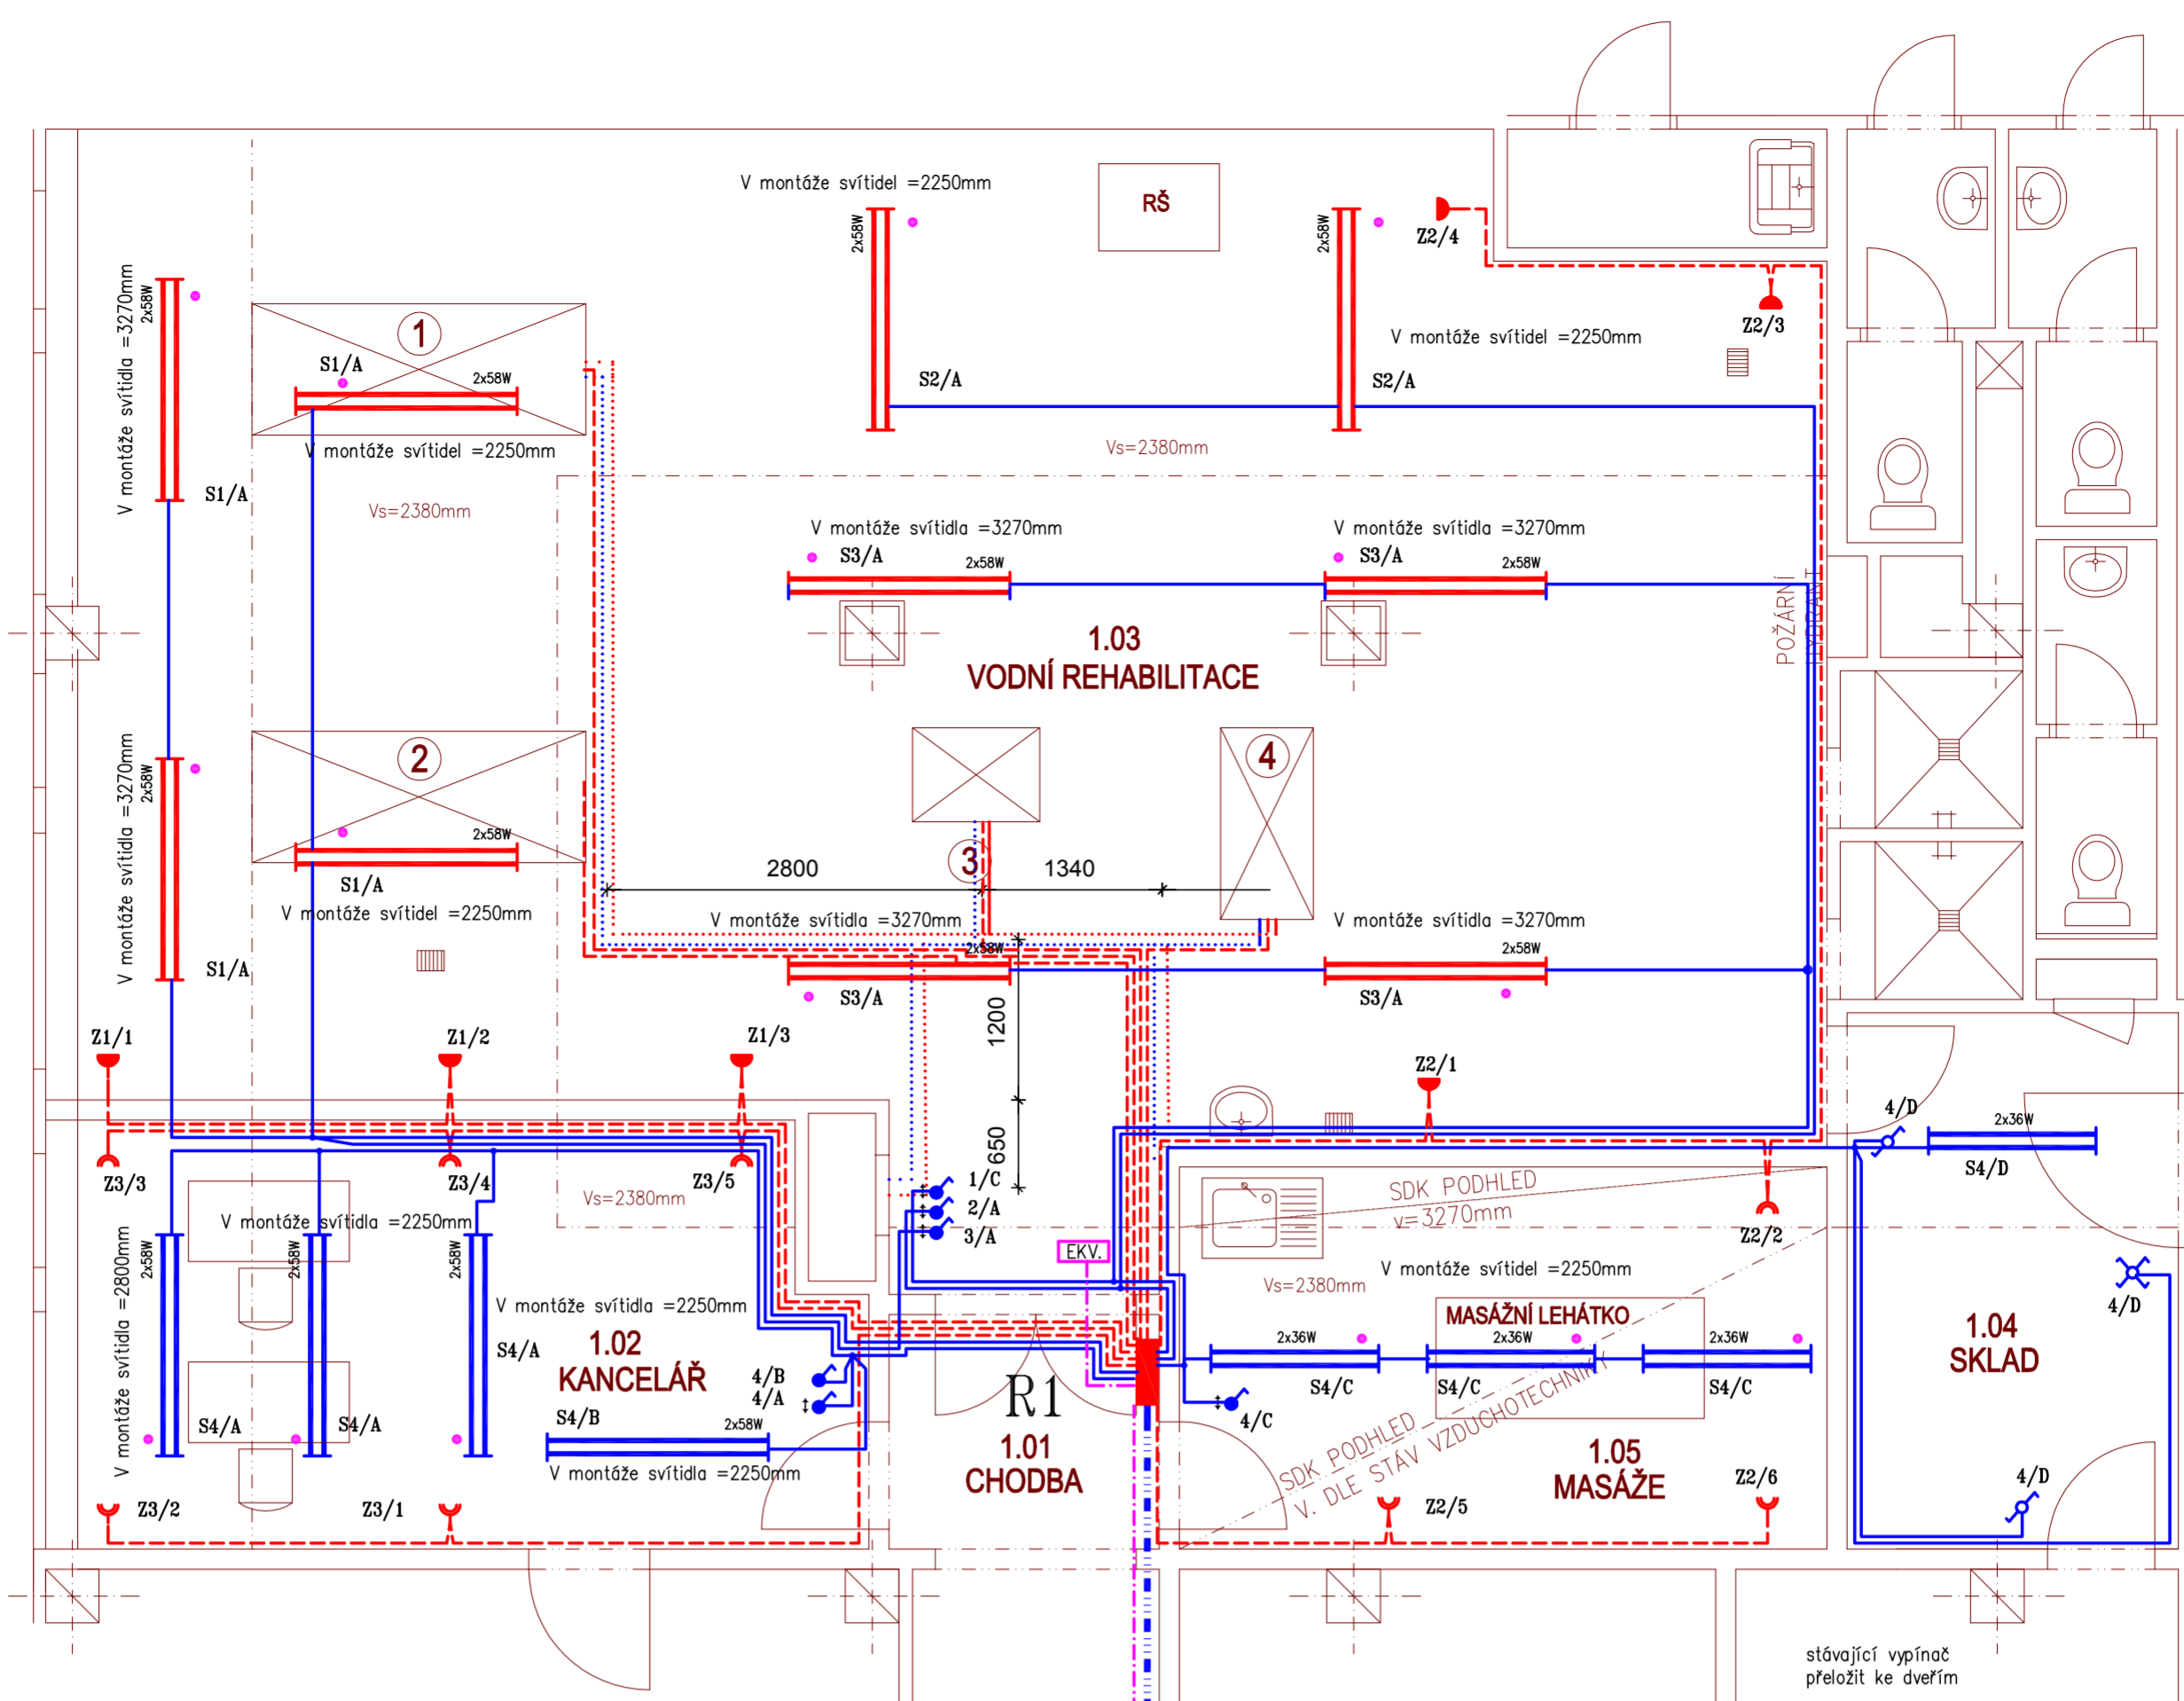 V montáže svítidel =2250mm
RŠ
2x58W
2x58W
Z2/4
V montáže svítidla =3270mm
2x58W
1
S1/A
2x58W
Z2/3
V montáže svítidel =2250mm
S2/A
S2/A
V montáže svítidel =2250mm
Vs=2380mm
S1/A
Vs=2380mm
V montáže svítidla =3270mm
S3/A
2x58W
V montáže svítidla =3270mm
S3/A
2x58W
POŽÁRNÍ
HYDRANT
1.03
VODNÍ REHABILITACE
V montáže svítidla =3270mm
2x58W
2
4
2x58W
S1/A
3
2800
1340
V montáže svítidel =2250mm
V montáže svítidla =3270mm
V montáže svítidla =3270mm
2x58W
2x58W
S1/A
S3/A
S3/A
1200
Z1/1
Z1/2
Z1/3
Z2/1
4/D
2x36W
S4/D
650
Z3/3
Z3/4
Z3/5
1/C
2/A
3/A
Vs=2380mm
SDK PODHLED
v=3270mm
Z2/2
V montáže svítidla =2250mm
V montáže svítidla =2800mm
2x58W
2x58W
2x58W
EKV.
Vs=2380mm
V montáže svítidel =2250mm
4/D
V montáže svítidla =2250mm
MASÁŽNÍ LEHÁTKO
1.02
KANCELÁŘ
S4/A
2x36W
2x36W
2x36W
1.04
SKLAD
4/B
4/A
R1
S4/C
S4/C
S4/C
4/C
S4/A
S4/A
S4/B
2x58W
V montáže svítidla =2250mm
1.01
CHODBA
SDK PODHLED
V. DLE STÁV VZDUCHOTECHNIKY
1.05
MASÁŽE
4/D
Z3/2
Z3/1
Z2/5
Z2/6
stávající vypínač
přeložit ke dveřím